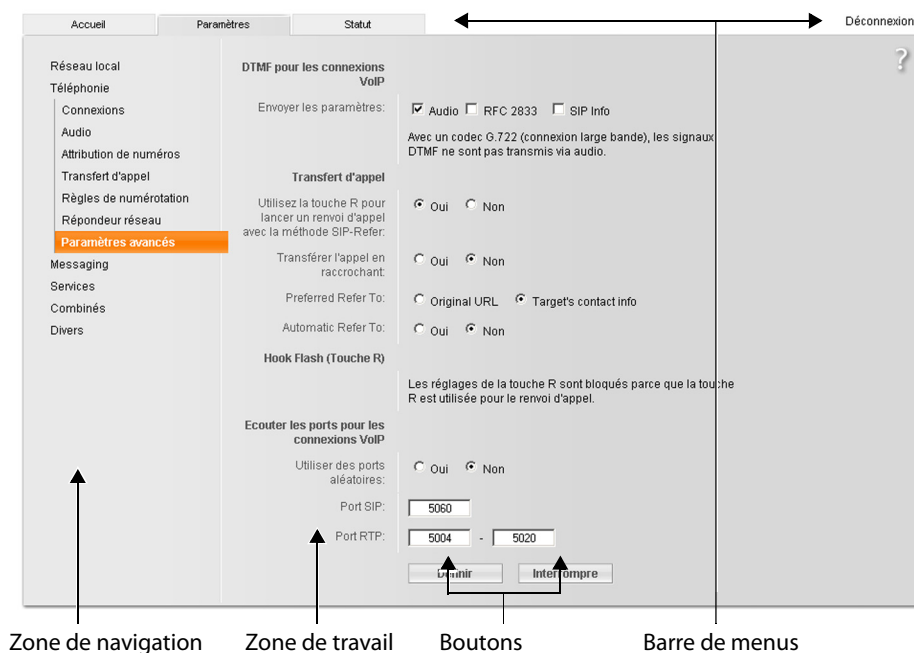 Accueil Paramètres Statut Déconnexion
?
Réseau local
Téléphonie
Connexions
Audio
Attribution de numéros
Transfert d'appel
Règles de numérotation
Répondeur réseau
Paramètres avancés
Messaging
Services
Combinés
Divers
DTMF pour les connexions
VoIP
Envoyer les paramètres: Audio RFC 2833 SIP Info
Avec un codec G.722 (connexion large bande), les signaux
DTMF ne sont pas transmis via audio.
Transfert d'appel
Utilisez la touche R pour
lancer un renvoi d'appel
avec la méthode SIP-Refer:
Oui Non
Transférer l'appel en
raccrochant:
Oui Non
Preferred Refer To: Original URL Target's contact info
Automatic Refer To: Oui Non
Hook Flash (Touche R)
Les réglages de la touche R sont bloqués parce que la touche
R est utilisée pour le renvoi d'appel.
Ecouter les ports pour les
connexions VoIP
Utiliser des ports
aléatoires:
Oui Non
Port SIP: 5060
Port RTP: 5004 - 5020
Définir Interrompre
Zone de navigation Zone de travail Boutons Barre de menus